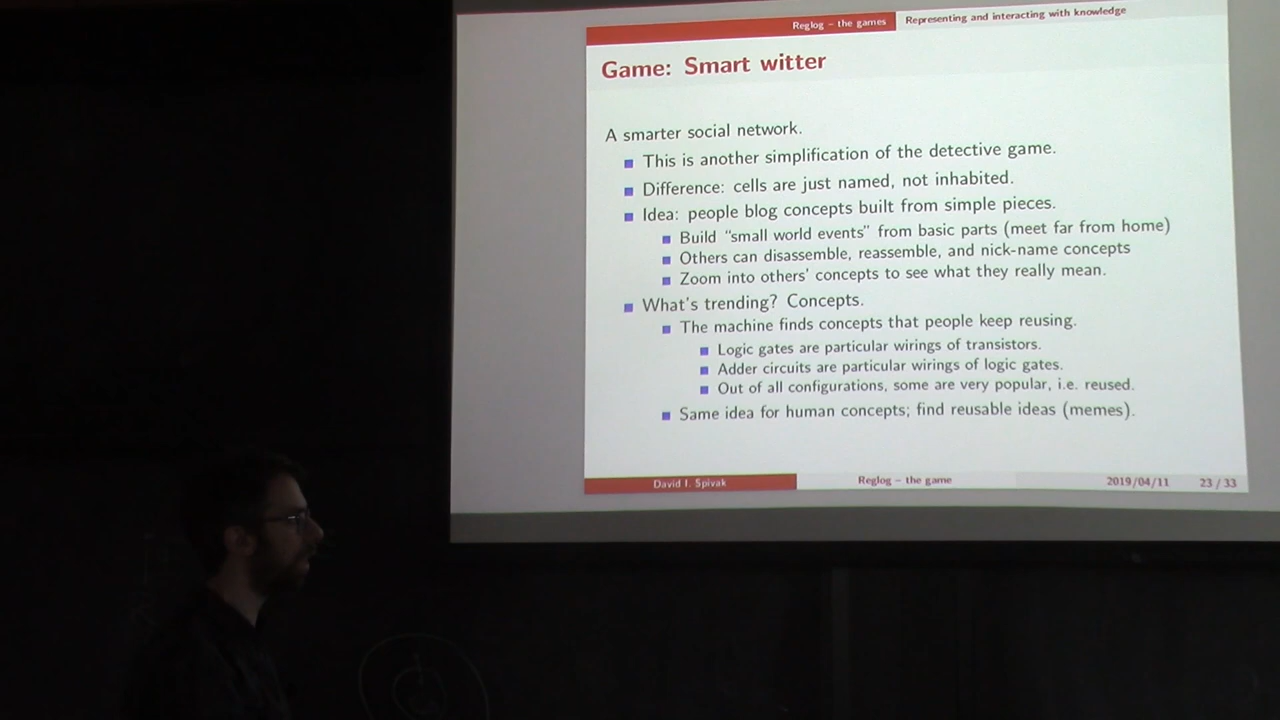 Reglog – the games Representing and interacting with knowledge
Game: Smart witter
A smarter social network.
This is another simplification of the detective game.
Difference: cells are just named, not inhabited.
Idea: people blog concepts built from simple pieces.
Build “small world events” from basic parts (meet far from home)
Others can disassemble, reassemble, and nick-name concepts
Zoom into others’ concepts to see what they really mean.
What’s trending? Concepts.
The machine finds concepts that people keep reusing.
Logic gates are particular wirings of transistors.
Adder circuits are particular wirings of logic gates.
Out of all configurations, some are very popular, i.e. reused.
Same idea for human concepts; find reusable ideas (memes).
David I. Spivak Reglog – the game 2019/04/11 23 / 33